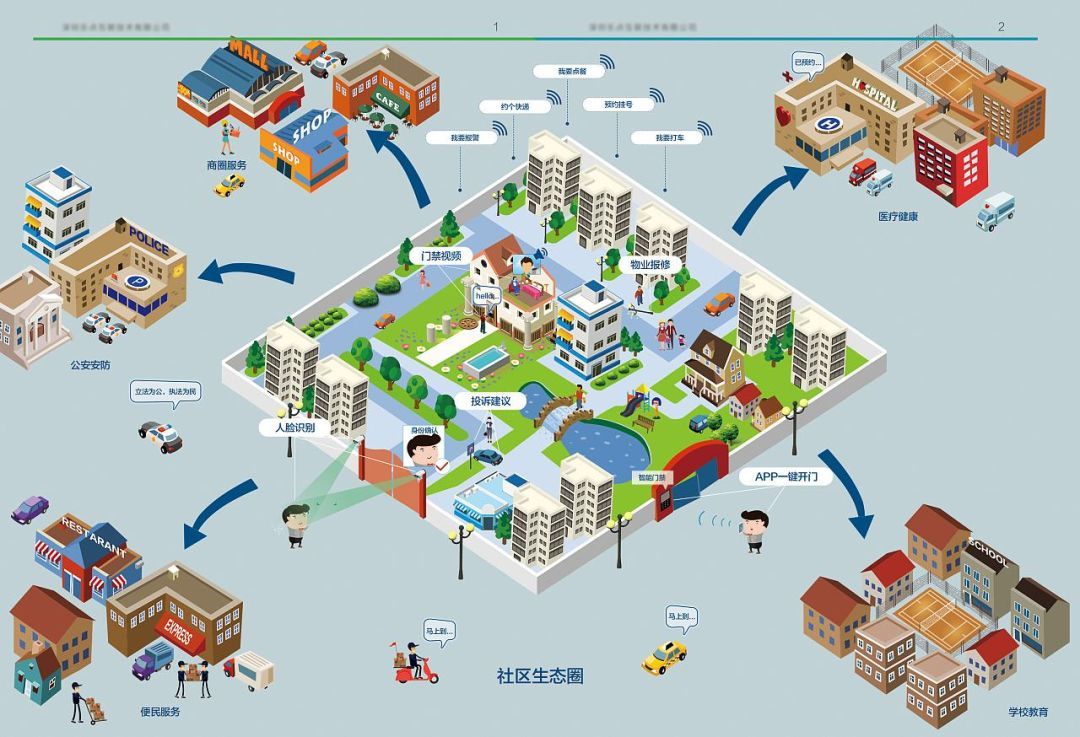 1
2
我要点餐
约个快递
预约挂号
我要报警
我要打车
MALL
CAFE
SHOP
SHOP
商圈服务
已预约...
HOSPITAL
H
医疗健康
POLICE
P
公安安防
立法为公，执法为民
门禁视频
物业报修
hello...
投诉建议
人脸识别
身份确认
智能门禁
APP一键开门
RESTARANT
EXPRESS
便民服务
马上到...
马上到...
社区生态圈
SCHOOL
学校教育